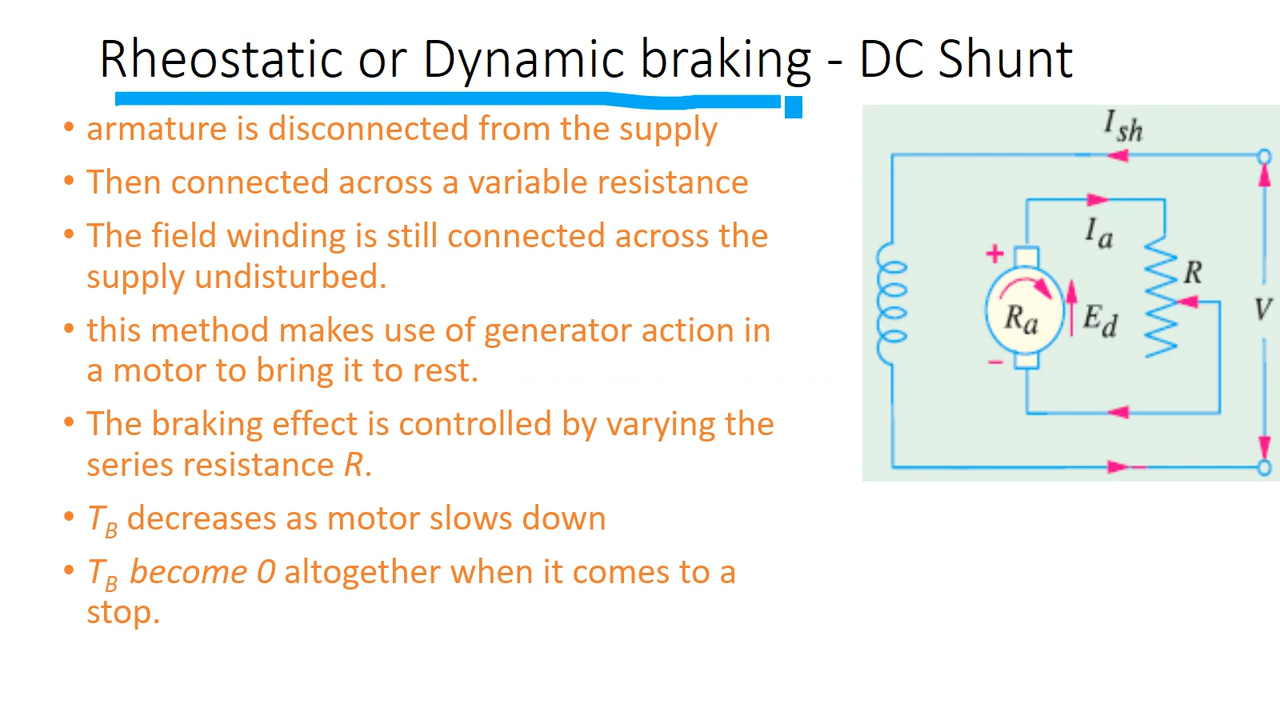 Rheostatic or Dynamic braking - DC Shunt
• armature is disconnected from the supply
• Then connected across a variable resistance
• The field winding is still connected across the
supply undisturbed.
• this method makes use of generator action in
a motor to bring it to rest.
• The braking effect is controlled by varying the
series resistance R.
• TB decreases as motor slows down
• TB become 0 altogether when it comes to a
stop.
Ish
Ia
+
R
Ra
Ed
V
−